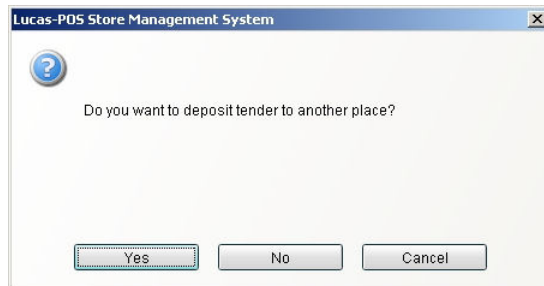 Lucas-POS Store Management System
Do you want to deposit tender to another place?
Yes No Cancel